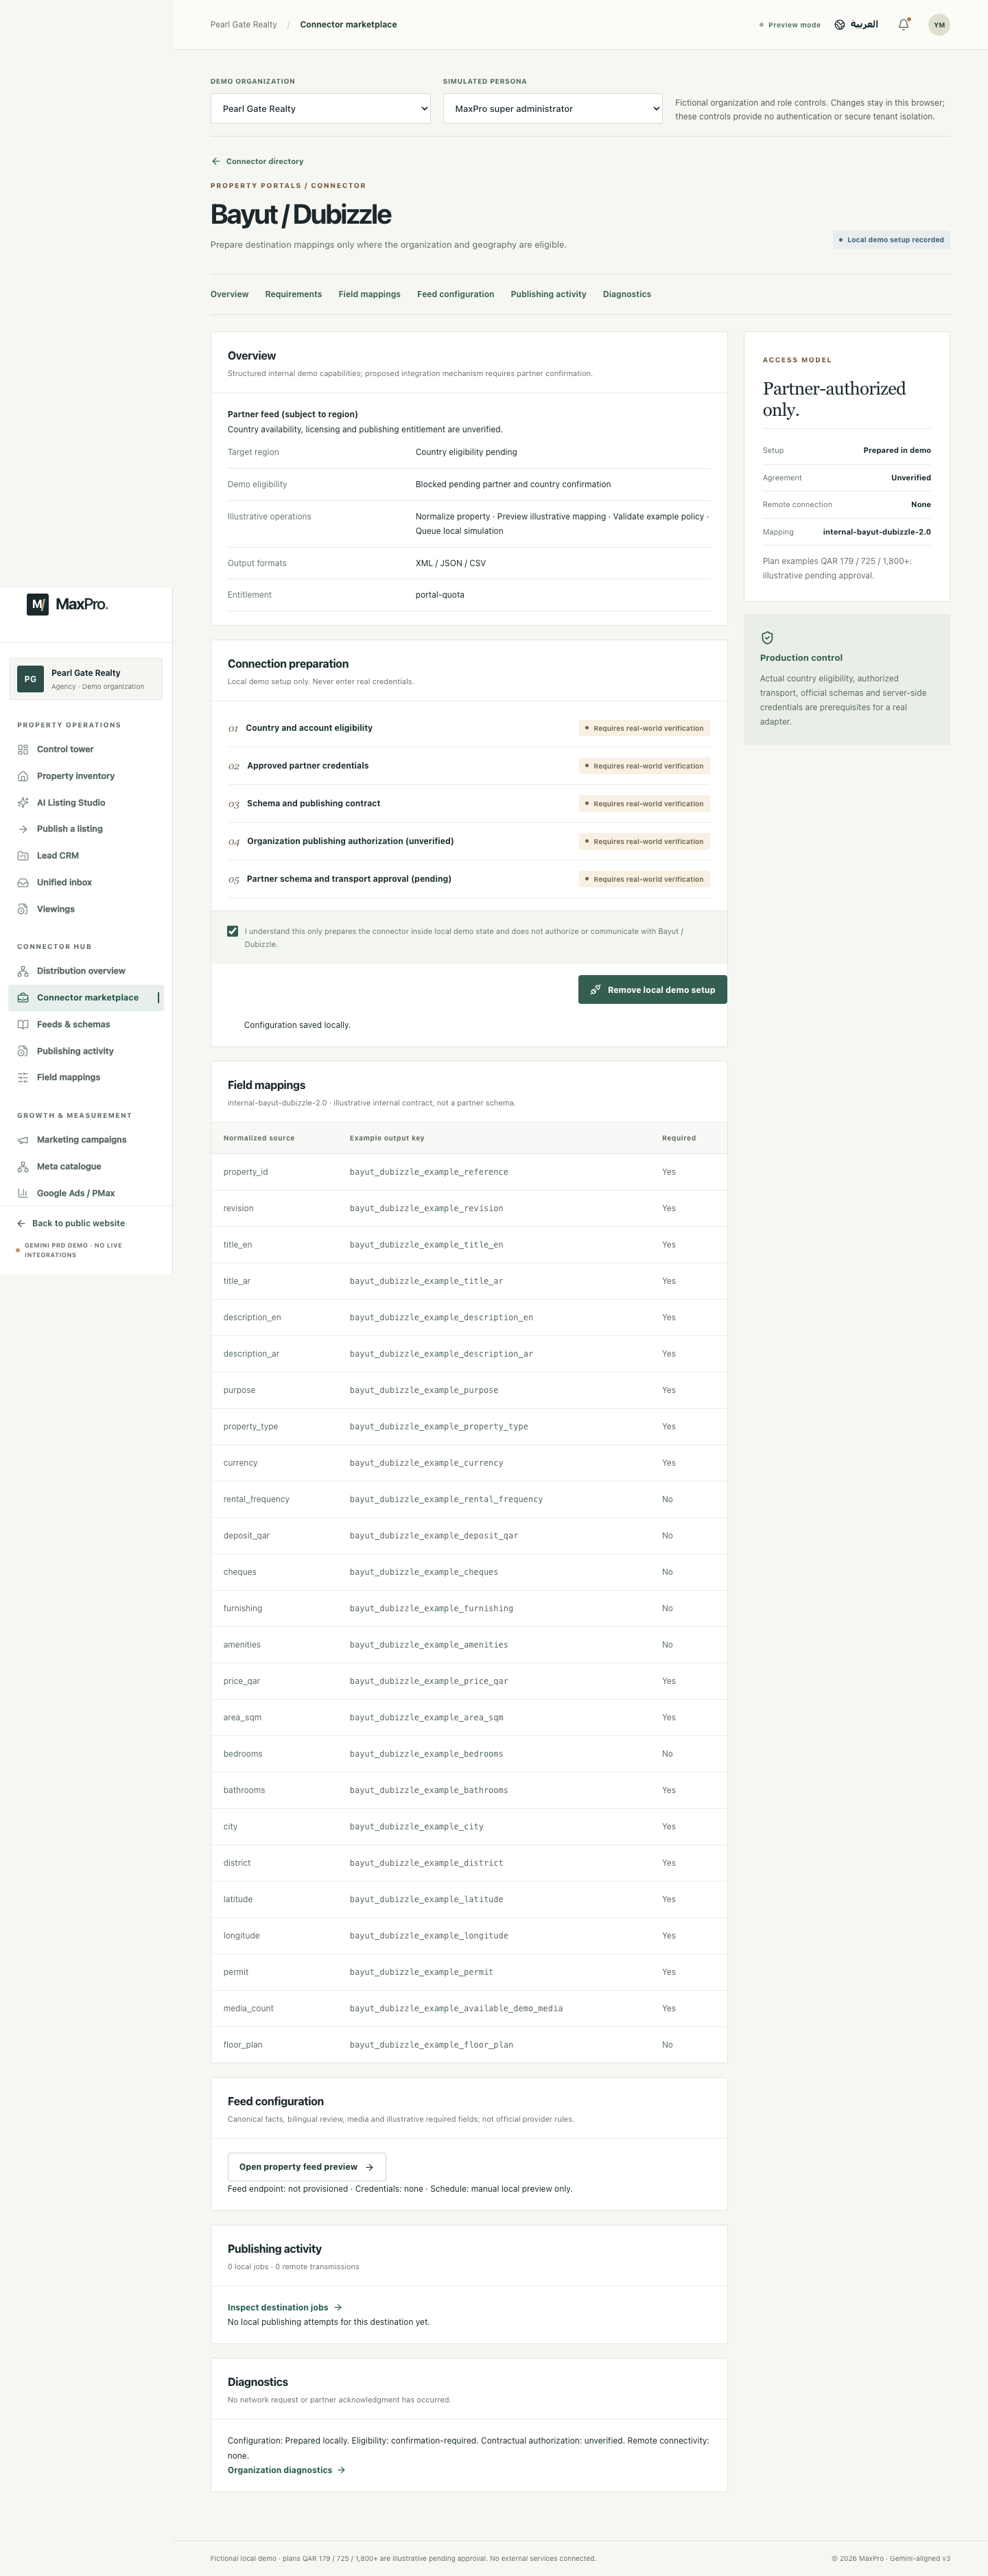 Pearl Gate Realty / Connector marketplace
Preview mode
العربية
YM
DEMO ORGANIZATION
Pearl Gate Realty
SIMULATED PERSONA
MaxPro super administrator
Fictional organization and role controls. Changes stay in this browser;
these controls provide no authentication or secure tenant isolation.
Connector directory
PROPERTY PORTALS / CONNECTOR
Bayut / Dubizzle
Prepare destination mappings only where the organization and geography are eligible.
Local demo setup recorded
Overview
Requirements
Field mappings
Feed configuration
Publishing activity
Diagnostics
Overview
Structured internal demo capabilities; proposed integration mechanism requires partner confirmation.
Partner feed (subject to region)
Country availability, licensing and publishing entitlement are unverified.
Target region Country eligibility pending
Demo eligibility Blocked pending partner and country confirmation
Illustrative operations Normalize property · Preview illustrative mapping · Validate example policy ·
Queue local simulation
Output formats XML / JSON / CSV
Entitlement portal-quota
ACCESS MODEL
Partner-authorized
only.
Setup Prepared in demo
Agreement Unverified
Remote connection None
Mapping internal-bayut-dubizzle-2.0
Plan examples QAR 179 / 725 / 1,800+:
illustrative pending approval.
Production control
Actual country eligibility, authorized
transport, official schemas and server-side
credentials are prerequisites for a real
adapter.
M/ MaxPro.
PG
Pearl Gate Realty
Agency · Demo organization
PROPERTY OPERATIONS
Control tower
Property inventory
AI Listing Studio
Publish a listing
Lead CRM
Unified inbox
Viewings
CONNECTOR HUB
Distribution overview
Connector marketplace
Feeds & schemas
Publishing activity
Field mappings
GROWTH & MEASUREMENT
Marketing campaigns
Meta catalogue
Google Ads / PMax
Back to public website
GEMINI PRD DEMO · NO LIVE
INTEGRATIONS
Connection preparation
Local demo setup only. Never enter real credentials.
01 Country and account eligibility Requires real-world verification
02 Approved partner credentials Requires real-world verification
03 Schema and publishing contract Requires real-world verification
04 Organization publishing authorization (unverified) Requires real-world verification
05 Partner schema and transport approval (pending) Requires real-world verification
I understand this only prepares the connector inside local demo state and does not authorize or communicate with Bayut /
Dubizzle.
Remove local demo setup
Configuration saved locally.
Field mappings
internal-bayut-dubizzle-2.0 · illustrative internal contract, not a partner schema.
Normalized source Example output key Required
property_id bayut_dubizzle_example_reference Yes
revision bayut_dubizzle_example_revision Yes
title_en bayut_dubizzle_example_title_en Yes
title_ar bayut_dubizzle_example_title_ar Yes
description_en bayut_dubizzle_example_description_en Yes
description_ar bayut_dubizzle_example_description_ar Yes
purpose bayut_dubizzle_example_purpose Yes
property_type bayut_dubizzle_example_property_type Yes
currency bayut_dubizzle_example_currency Yes
rental_frequency bayut_dubizzle_example_rental_frequency No
deposit_qar bayut_dubizzle_example_deposit_qar No
cheques bayut_dubizzle_example_cheques No
furnishing bayut_dubizzle_example_furnishing No
amenities bayut_dubizzle_example_amenities No
price_qar bayut_dubizzle_example_price_qar Yes
area_sqm bayut_dubizzle_example_area_sqm Yes
bedrooms bayut_dubizzle_example_bedrooms No
bathrooms bayut_dubizzle_example_bathrooms Yes
city bayut_dubizzle_example_city Yes
district bayut_dubizzle_example_district Yes
latitude bayut_dubizzle_example_latitude Yes
longitude bayut_dubizzle_example_longitude Yes
permit bayut_dubizzle_example_permit Yes
media_count bayut_dubizzle_example_available_demo_media Yes
floor_plan bayut_dubizzle_example_floor_plan No
Feed configuration
Canonical facts, bilingual review, media and illustrative required fields; not official provider rules.
Open property feed preview
Feed endpoint: not provisioned · Credentials: none · Schedule: manual local preview only.
Publishing activity
0 local jobs · 0 remote transmissions
Inspect destination jobs
No local publishing attempts for this destination yet.
Diagnostics
No network request or partner acknowledgment has occurred.
Configuration: Prepared locally. Eligibility: confirmation-required. Contractual authorization: unverified. Remote connectivity:
none.
Organization diagnostics
Fictional local demo · plans QAR 179 / 725 / 1,800+ are illustrative pending approval. No external services connected.
© 2026 MaxPro · Gemini-aligned v3